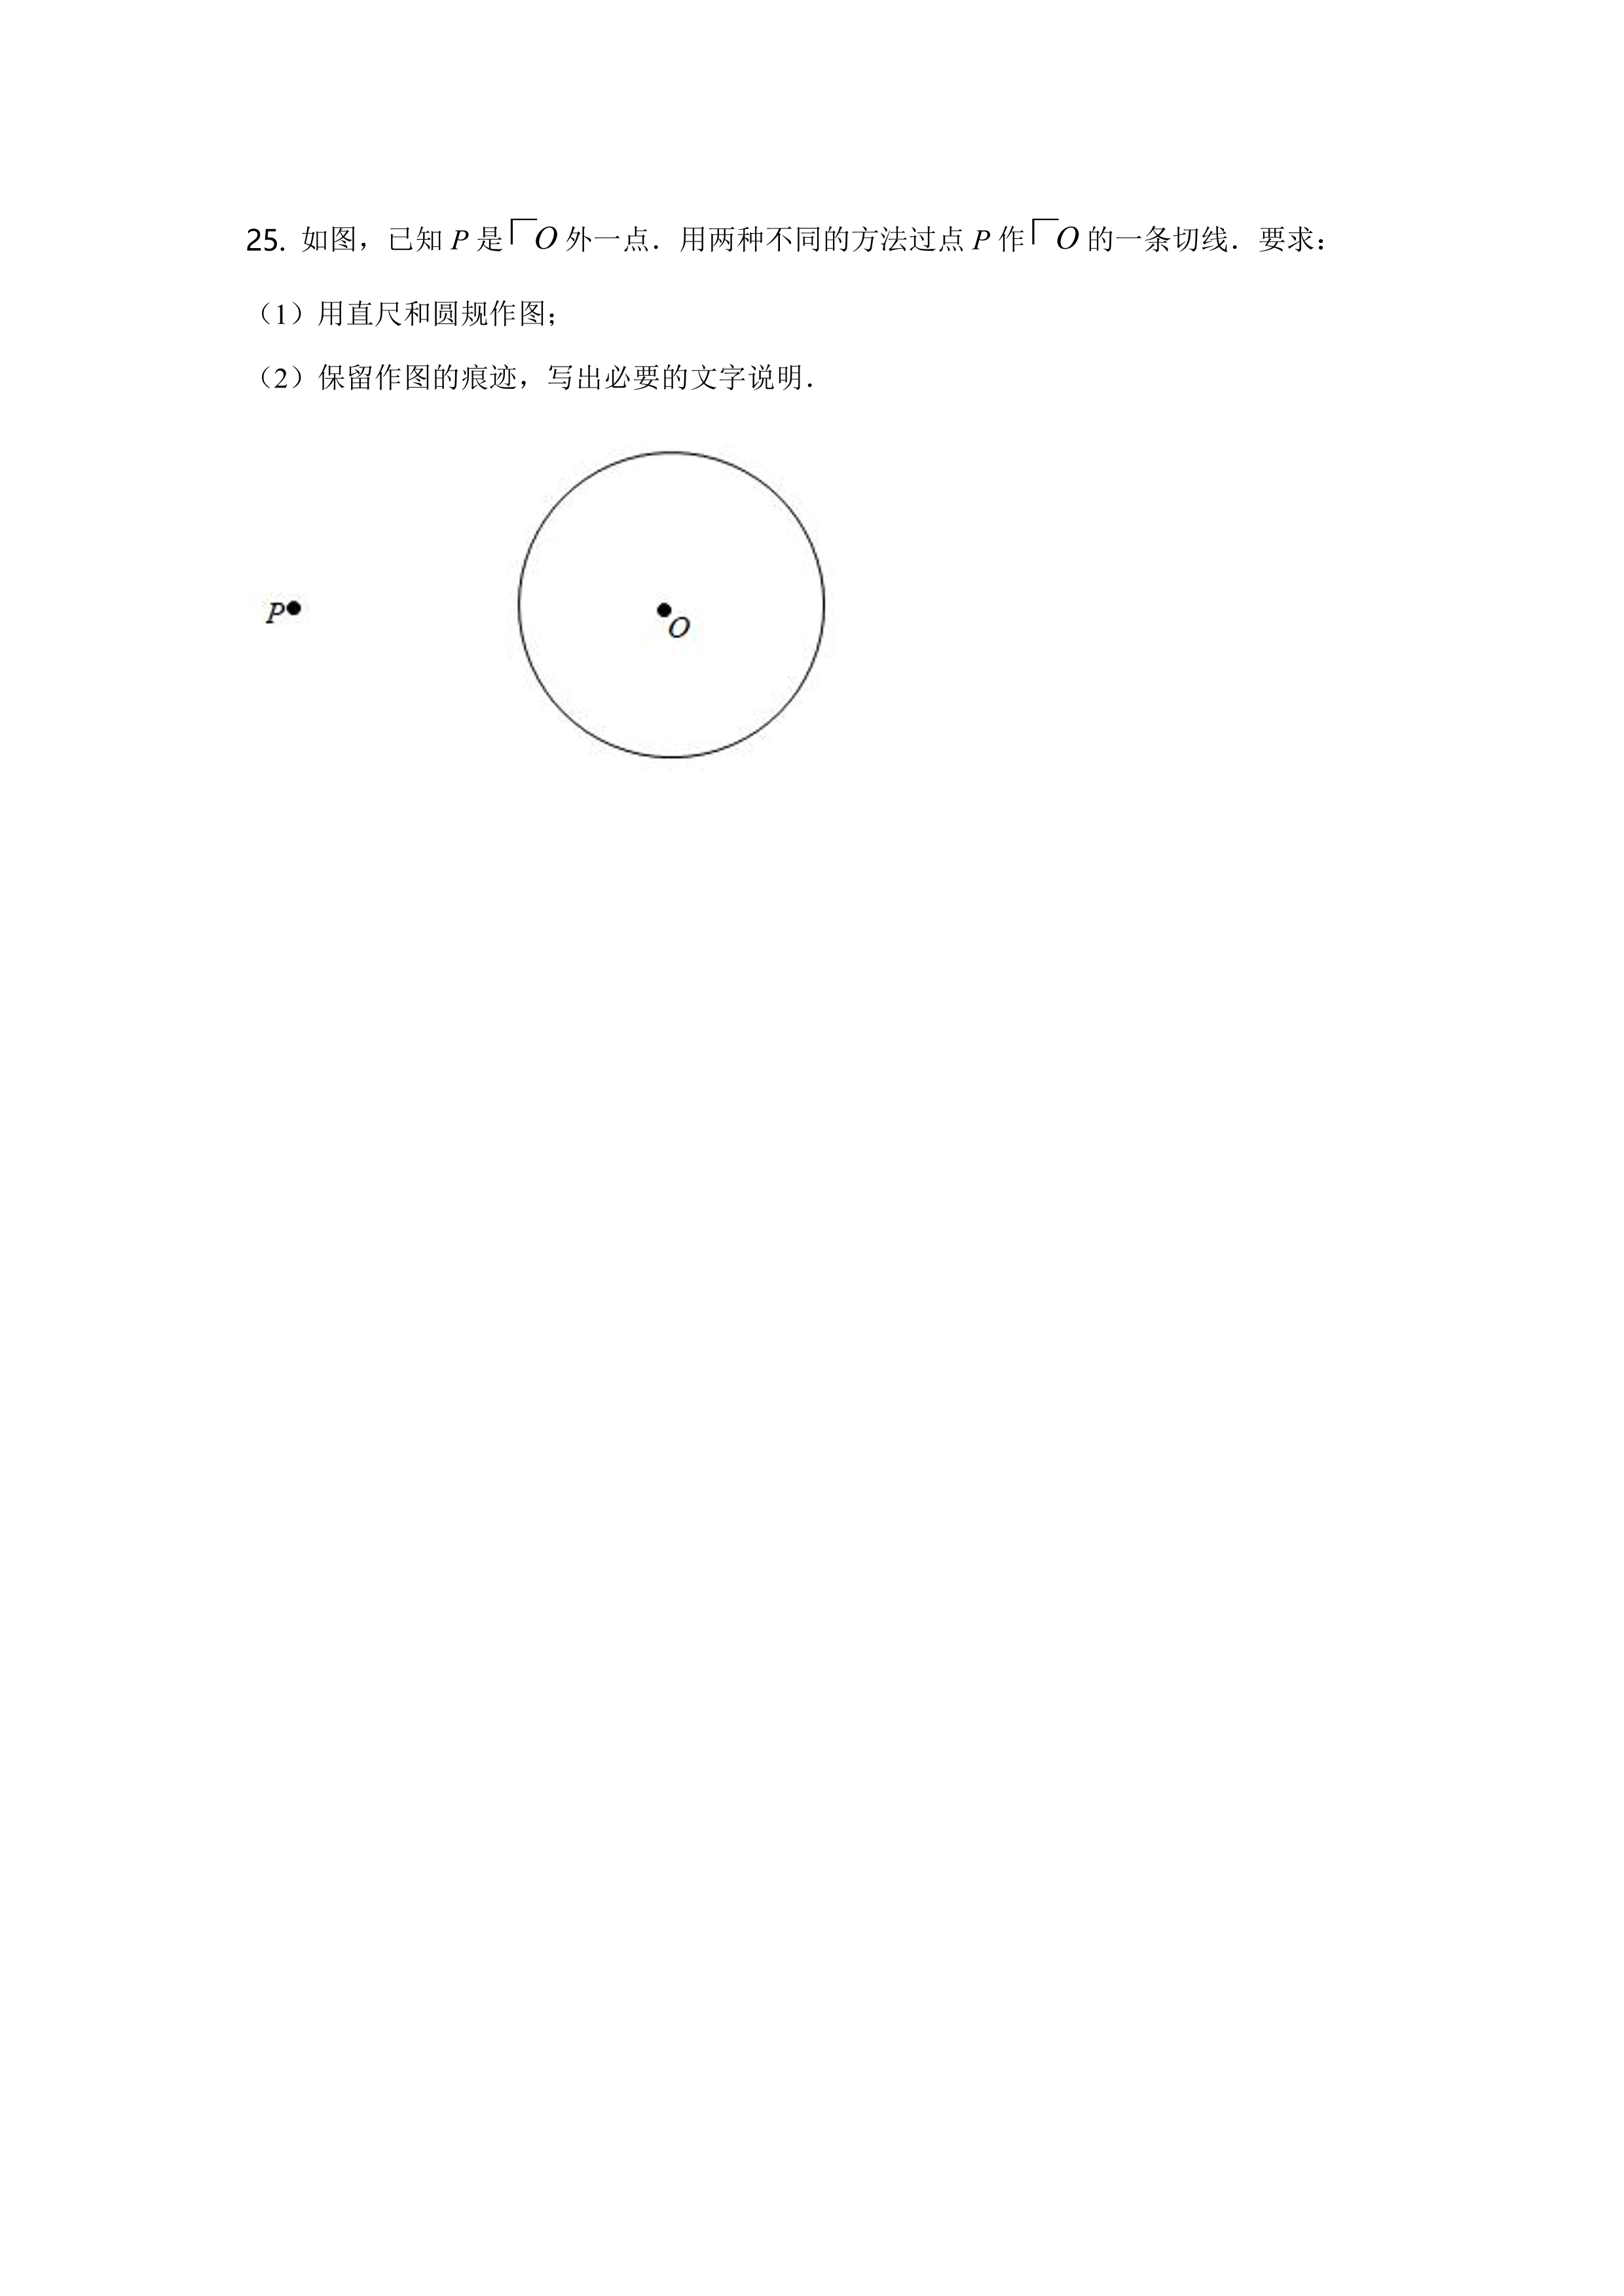 25. 如图，已知 P 是⎾O 外一点．用两种不同的方法过点 P 作⎾O 的一条切线．要求：
（1）用直尺和圆规作图；
（2）保留作图的痕迹，写出必要的文字说明．
P
O